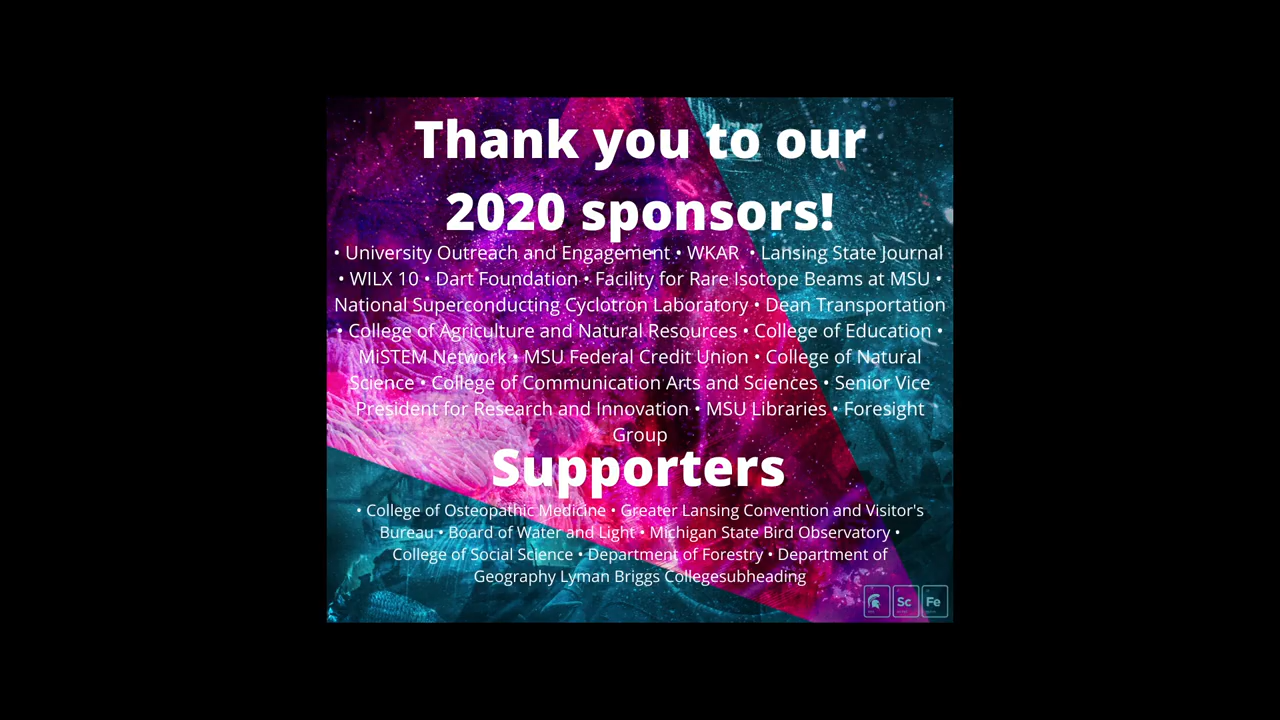 Thank you to our
2020 sponsors!
• University Outreach and Engagement • WKAR • Lansing State Journal
• WILX 10 • Dart Foundation • Facility for Rare Isotope Beams at MSU •
National Superconducting Cyclotron Laboratory • Dean Transportation
• College of Agriculture and Natural Resources • College of Education •
MiSTEM Network • MSU Federal Credit Union • College of Natural
Science • College of Communication Arts and Sciences • Senior Vice
President for Research and Innovation • MSU Libraries • Foresight
Group
Supporters
• College of Osteopathic Medicine • Greater Lansing Convention and Visitor's
Bureau • Board of Water and Light • Michigan State Bird Observatory •
College of Social Science • Department of Forestry • Department of
Geography Lyman Briggs Collegesubheading
Sc Fe